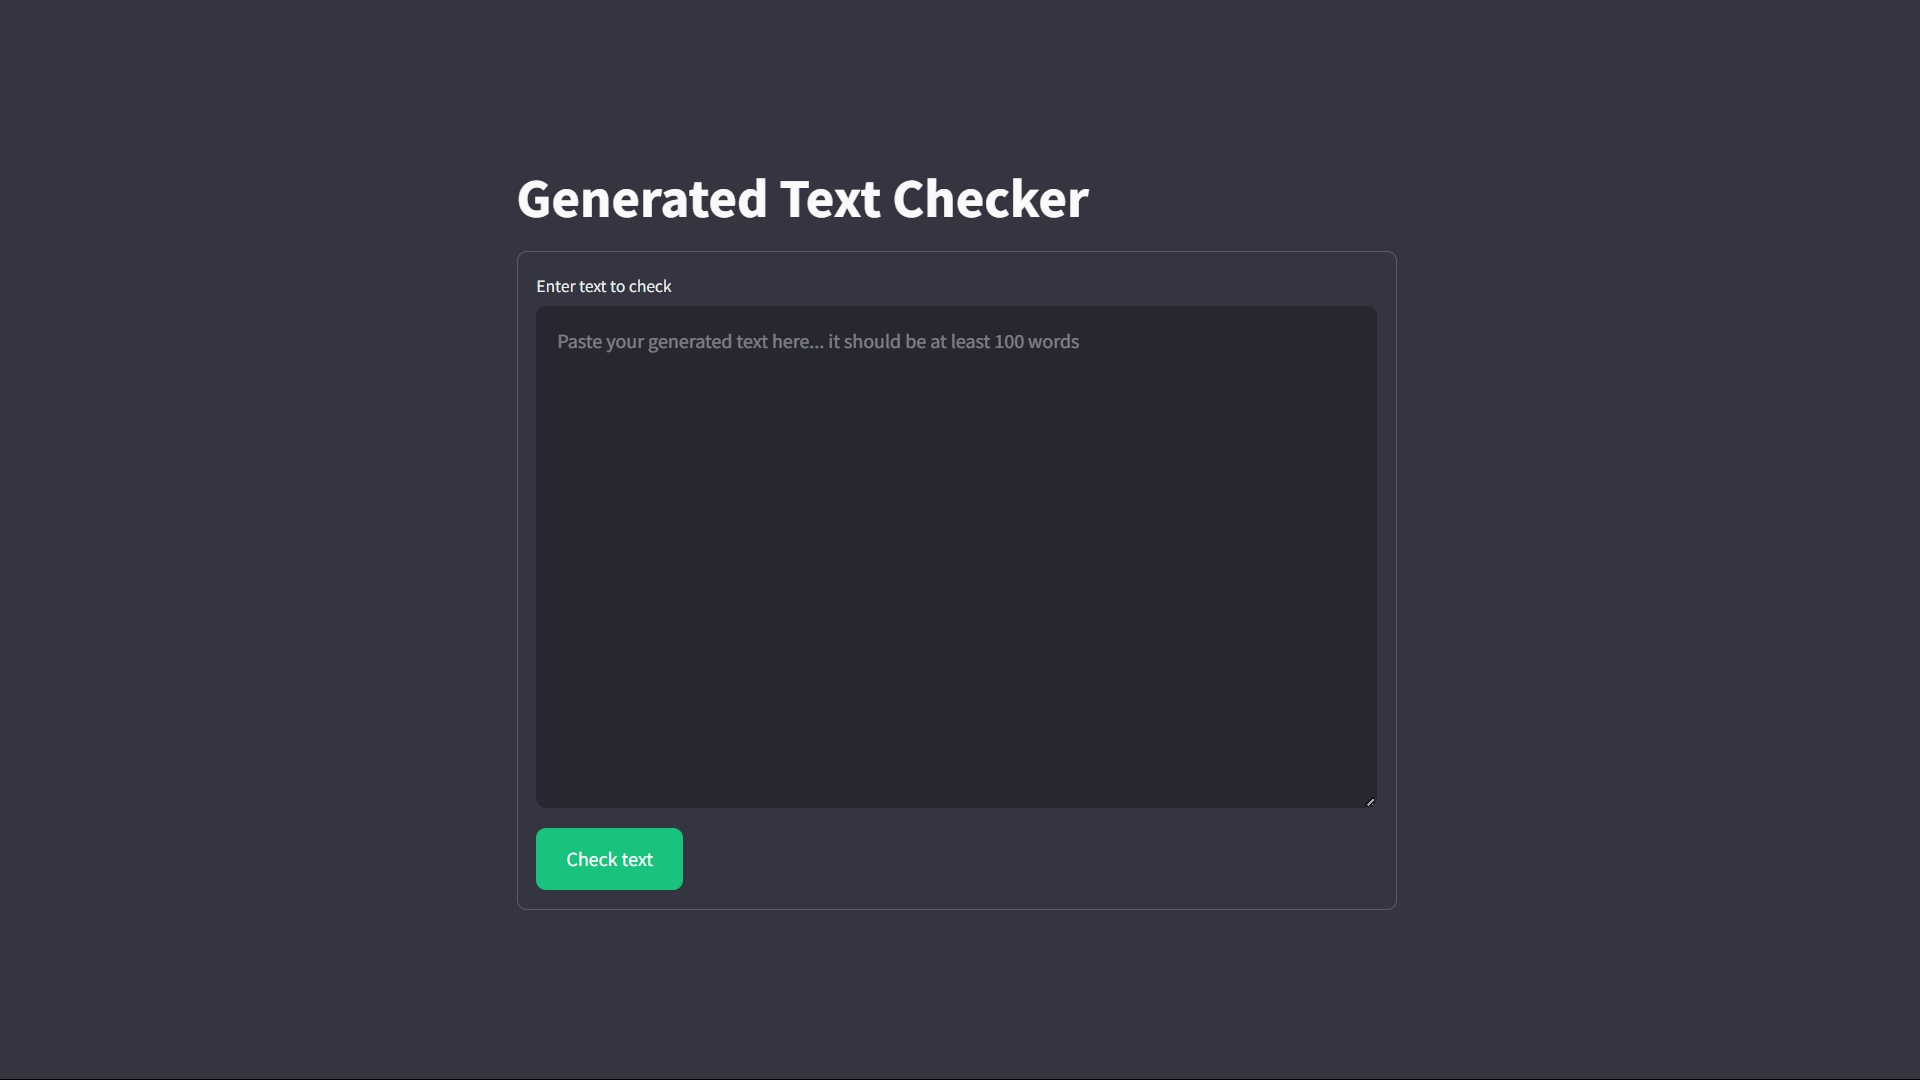 Generated Text Checker
Enter text to check
Paste your generated text here... it should be at least 100 words
Check text